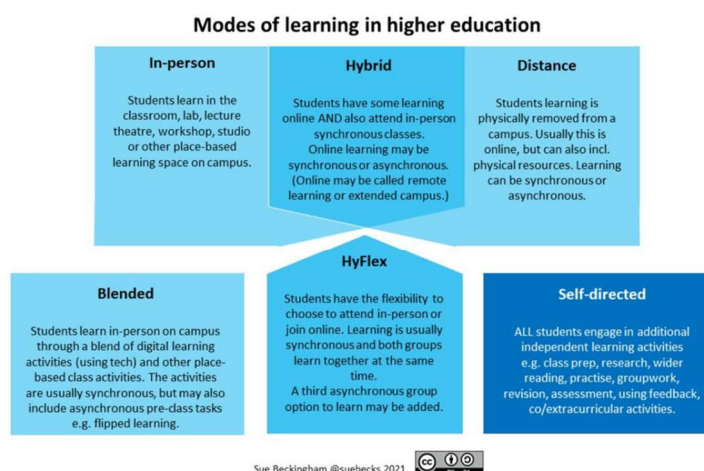 Modes of learning in higher education
In-person
Students learn in the
classroom, lab, lecture
theatre, workshop, studio
or other place-based
learning space on campus.
Hybrid
Students have some learning
online AND also attend in-person
synchronous classes.
Online learning may be
synchronous or asynchronous.
(Online may be called remote
learning or extended campus.)
Distance
Students learning is
physically removed from a
campus. Usually this is
online, but can also incl.
physical resources. Learning
can be synchronous or
asynchronous.
Blended
Students learn in-person on campus
through a blend of digital learning
activities (using tech) and other place-
based class activities. The activities
are usually synchronous, but may also
include asynchronous pre-class tasks
e.g. flipped learning.
HyFlex
Students have the flexibility to
choose to attend in-person or
join online. Learning is usually
synchronous and both groups
learn together at the same
time.
A third asynchronous group
option to learn may be added.
Self-directed
ALL students engage in additional
independent learning activities
e.g. class prep, research, wider
reading, practise, groupwork,
revision, assessment, using feedback,
co/extracurricular activities.
Sue Beckingham @suebecks 2021
cc